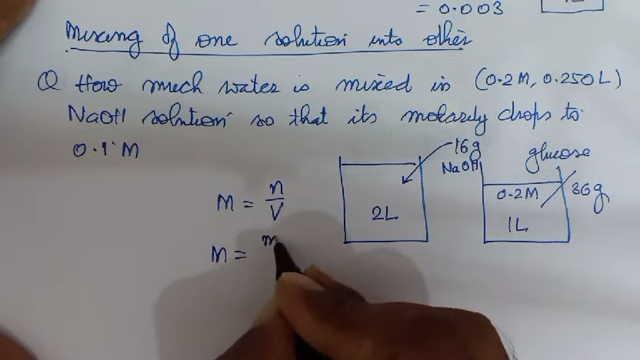 = 0.003
Mixing of one solution into other
Q How much water is mixed in (0.2M, 0.250L)
NaOH solution so that its molarity drops to
0.1 M
16g
NaOH
glucose
36g
0.2M
1L
2L
M = n
V
M = m